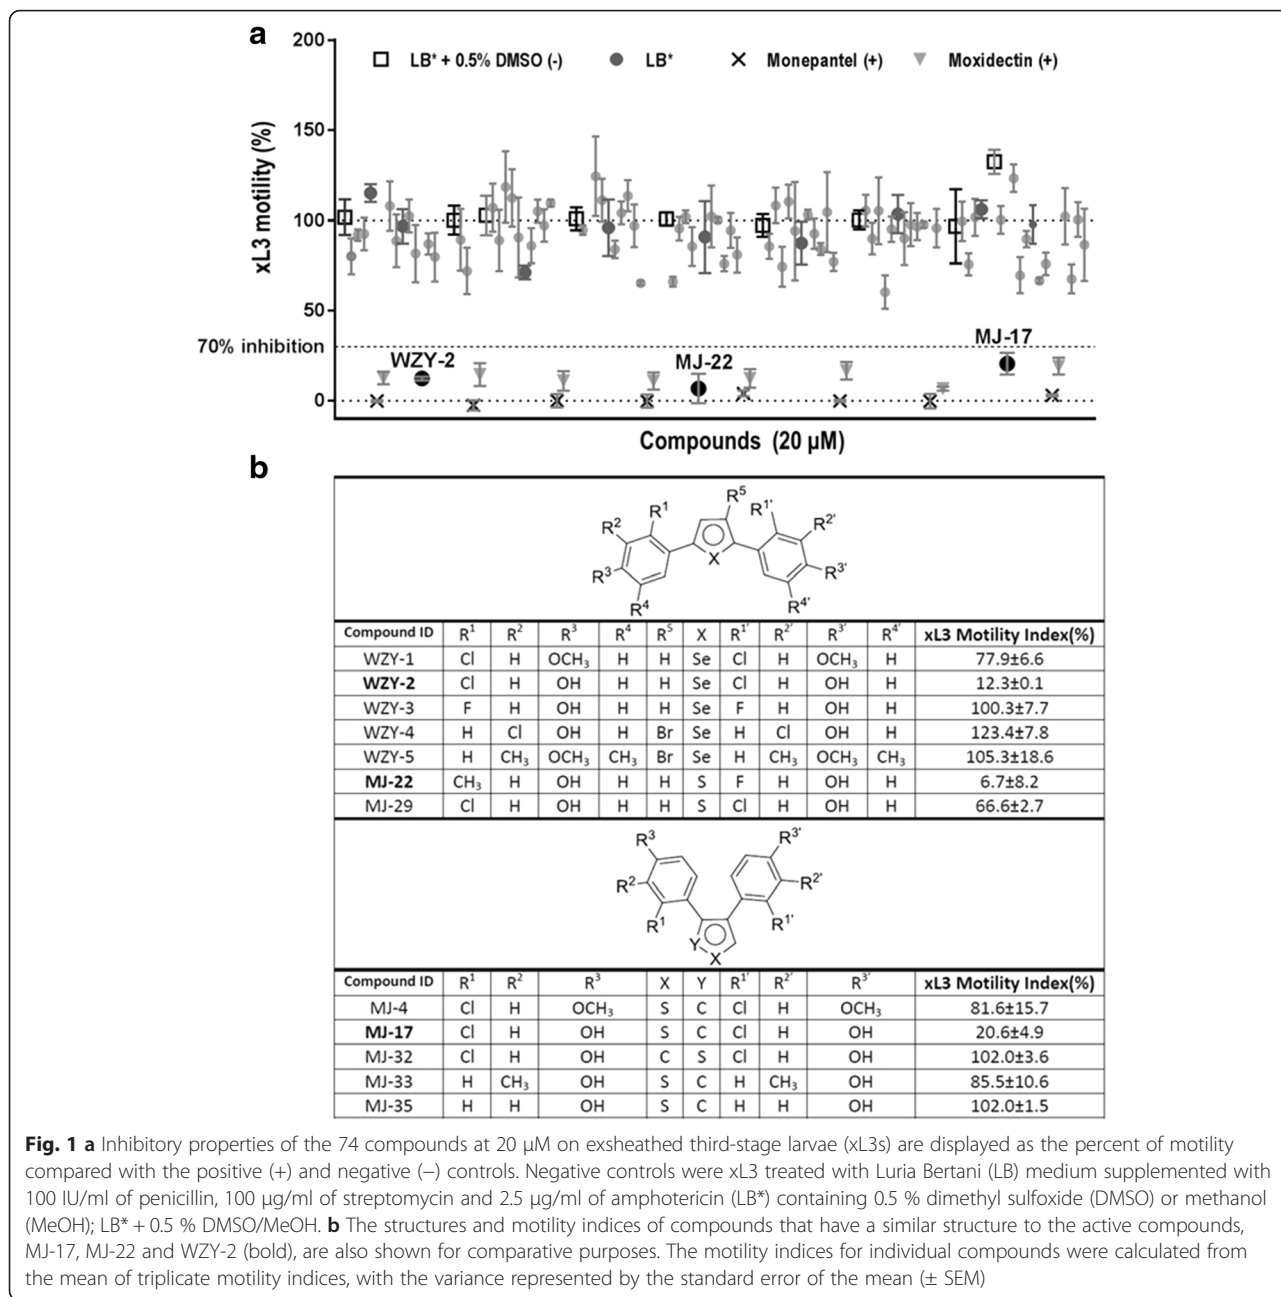 a
200
150
100
50
0
xL3 motility (%)
LB* + 0.5% DMSO (-)
LB*
Monepantel (+)
Moxidectin (+)
70% inhibition
WZY-2
MJ-22
MJ-17
Compounds (20 µM)
b
R1 R2 R3 R4 R5 X R1' R2' R3' R4'
Compound ID R1 R2 R3 R4 R5 X R1' R2' R3' R4' xL3 Motility Index(%)
WZY-1 Cl H OCH3 H H Se Cl H OCH3 H 77.9±6.6
WZY-2 Cl H OH H H Se Cl H OH H 12.3±0.1
WZY-3 F H OH H H Se F H OH H 100.3±7.7
WZY-4 H Cl OH H Br Se H Cl OH H 123.4±7.8
WZY-5 H CH3 OCH3 CH3 Br Se H CH3 OCH3 CH3 105.3±18.6
MJ-22 CH3 H OH H H S F H OH H 6.7±8.2
MJ-29 Cl H OH H H S Cl H OH H 66.6±2.7
R3 R2 R1 Y X R3' R2' R1'
Compound ID R1 R2 R3 X Y R1' R2' R3' xL3 Motility Index(%)
MJ-4 Cl H OCH3 S C Cl H OCH3 81.6±15.7
MJ-17 Cl H OH S C Cl H OH 20.6±4.9
MJ-32 Cl H OH C S Cl H OH 102.0±3.6
MJ-33 H CH3 OH S C H CH3 OH 85.5±10.6
MJ-35 H H OH S C H H OH 102.0±1.5
Fig. 1 a Inhibitory properties of the 74 compounds at 20 µM on exsheathed third-stage larvae (xL3s) are displayed as the percent of motility
compared with the positive (+) and negative (−) controls. Negative controls were xL3 treated with Luria Bertani (LB) medium supplemented with
100 IU/ml of penicillin, 100 µg/ml of streptomycin and 2.5 µg/ml of amphotericin (LB*) containing 0.5 % dimethyl sulfoxide (DMSO) or methanol
(MeOH); LB* + 0.5 % DMSO/MeOH. b The structures and motility indices of compounds that have a similar structure to the active compounds,
MJ-17, MJ-22 and WZY-2 (bold), are also shown for comparative purposes. The motility indices for individual compounds were calculated from
the mean of triplicate motility indices, with the variance represented by the standard error of the mean (± SEM)